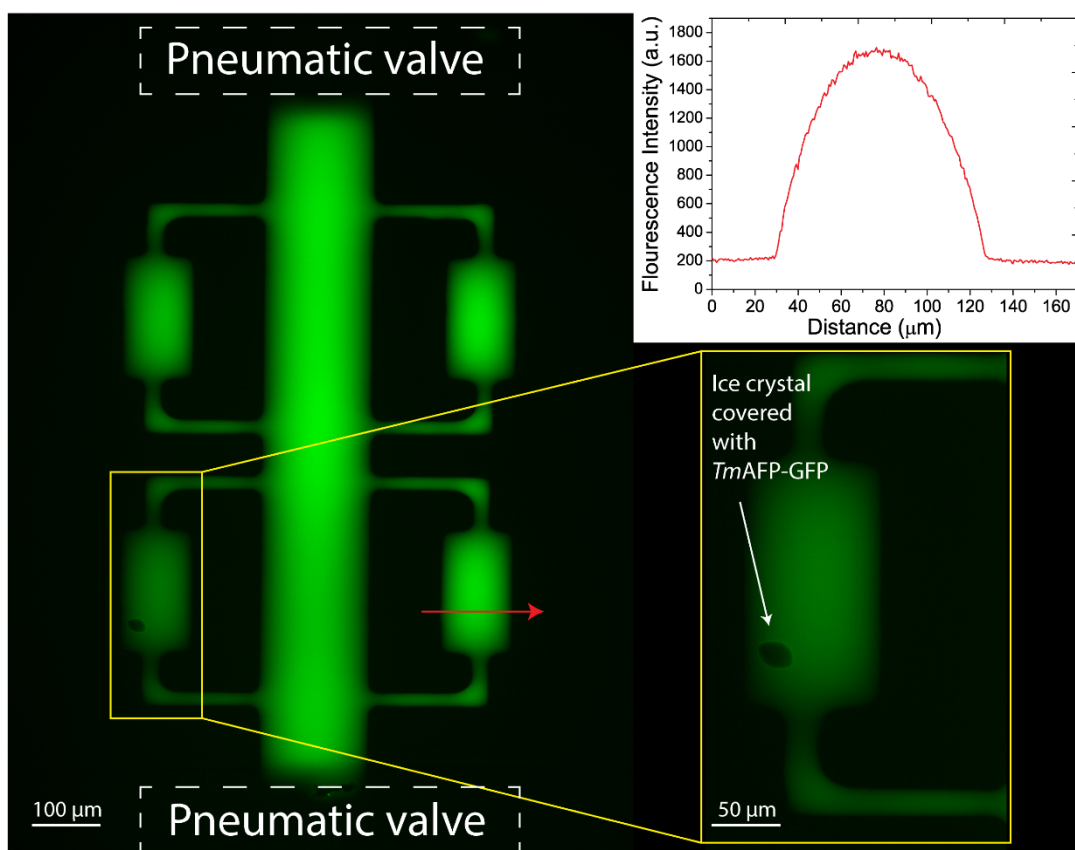 Pneumatic valve
Flourescence Intensity (a.u.)
1800
1600
1400
1200
1000
800
600
400
200
0
0 20 40 60 80 100 120 140 160
Distance (μm)
Ice crystal
covered
with
TmAFP-GFP
100 μm
Pneumatic valve
50 μm